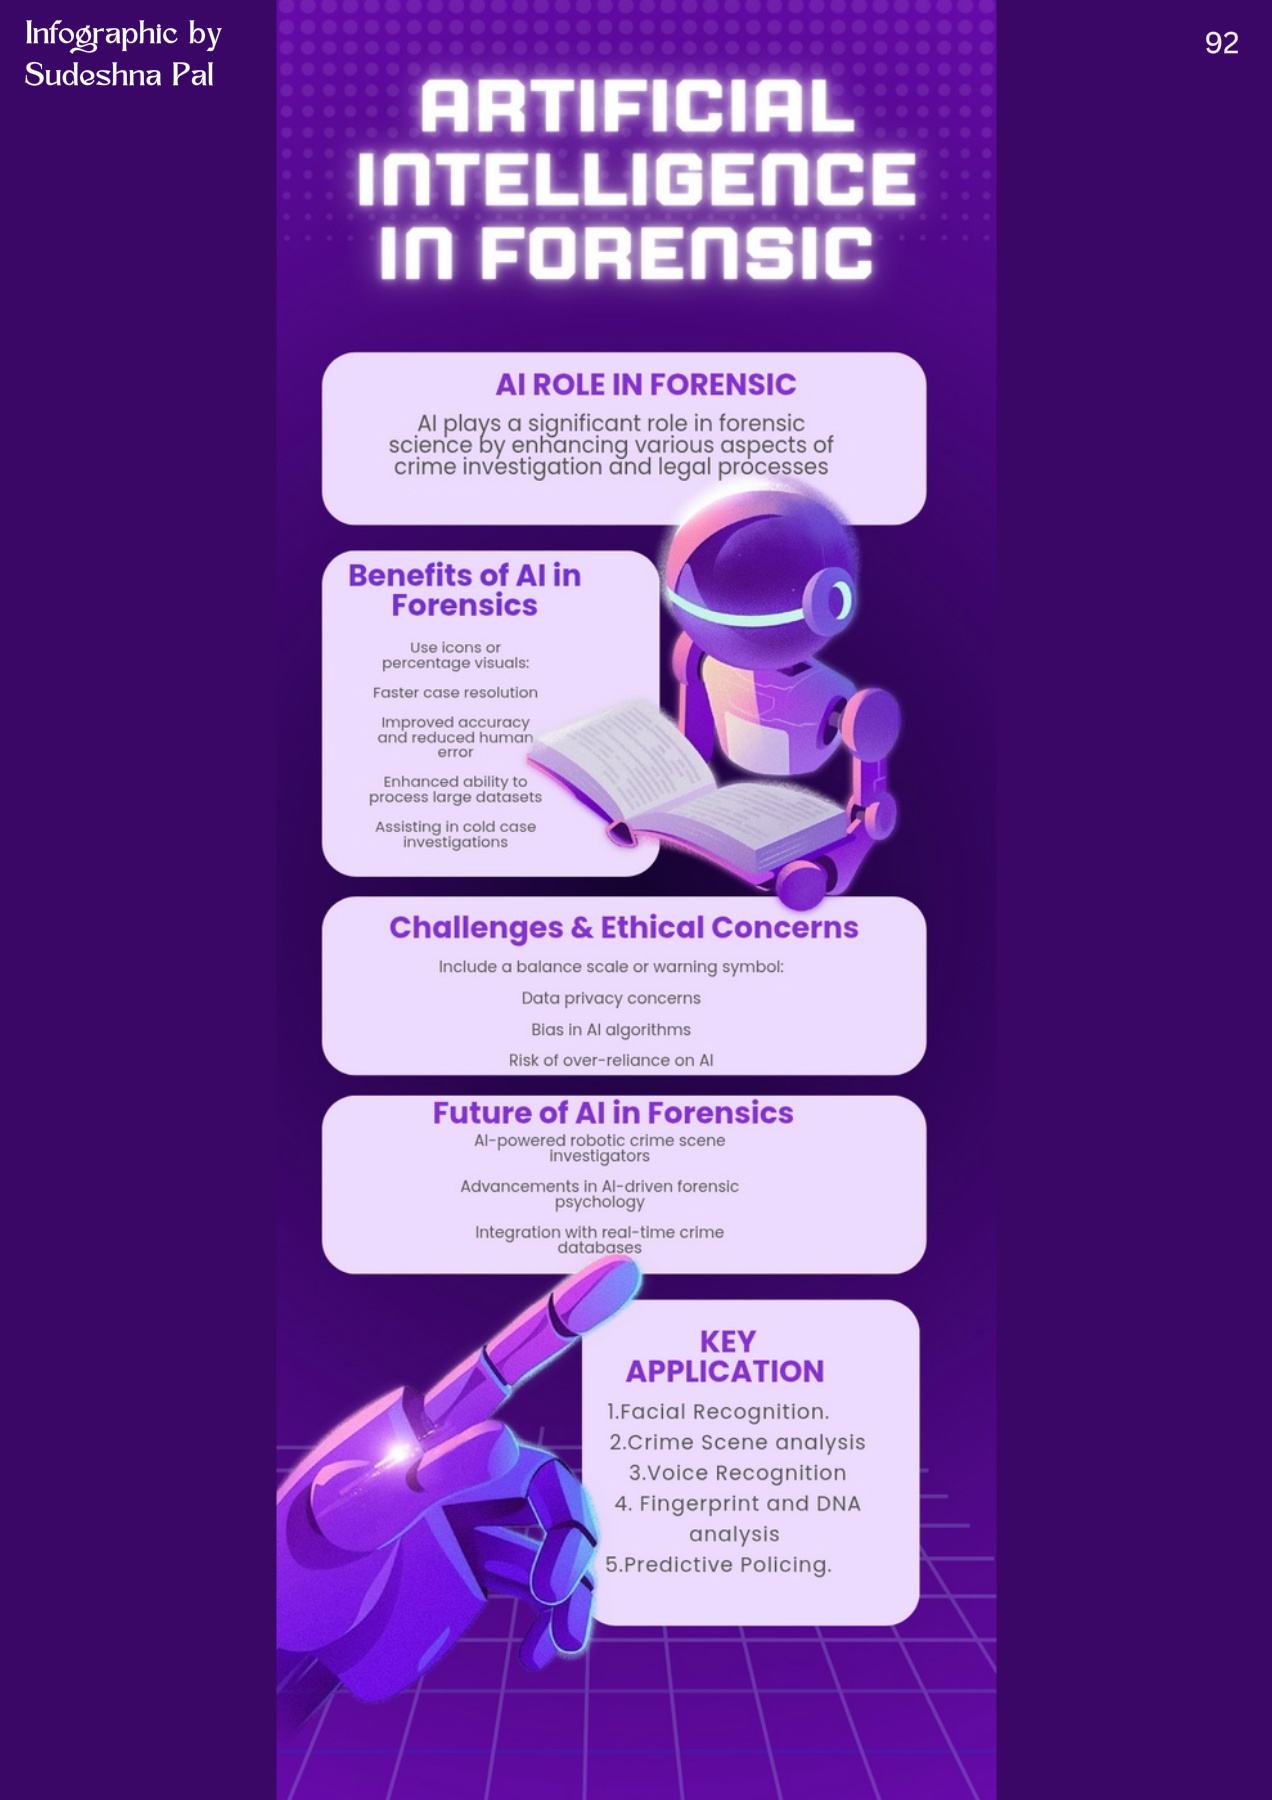 Infographic by
Sudeshna Pal
92
ARTIFICIAL
INTELLIGENCE
IN FORENSIC
AI ROLE IN FORENSIC
AI plays a significant role in forensic
science by enhancing various aspects of
crime investigation and legal processes
Benefits of AI in
Forensics
Use icons or
percentage visuals:
Faster case resolution
Improved accuracy
and reduced human
error
Enhanced ability to
process large datasets
Assisting in cold case
investigations
Challenges & Ethical Concerns
Include a balance scale or warning symbol:
Data privacy concerns
Bias in AI algorithms
Risk of over-reliance on AI
Future of AI in Forensics
AI-powered robotic crime scene
investigators
Advancements in AI-driven forensic
psychology
Integration with real-time crime
databases
KEY
APPLICATION
1.Facial Recognition.
2.Crime Scene analysis
3.Voice Recognition
4. Fingerprint and DNA
analysis
5.Predictive Policing.